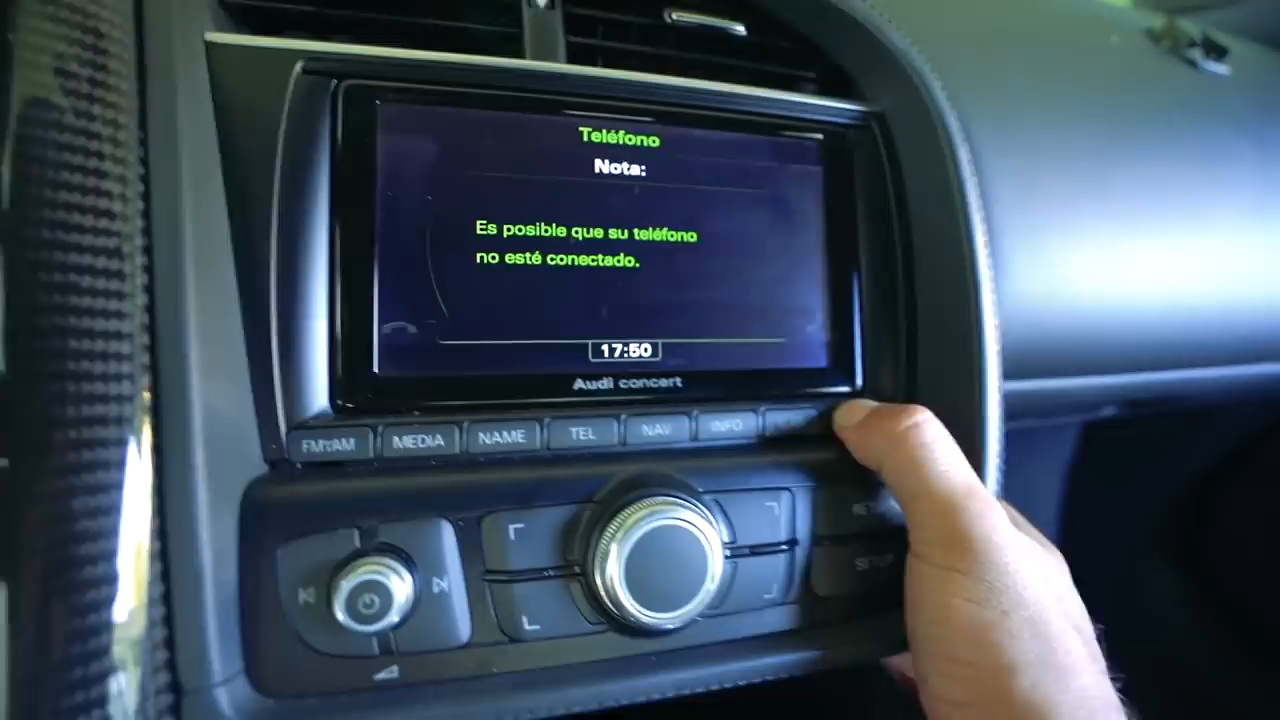 Teléfono
Nota:
Es posible que su teléfono
no esté conectado.
17:50
Audi concert
FM/AM
MEDIA
NAME
TEL
NAV
INFO
SETUP